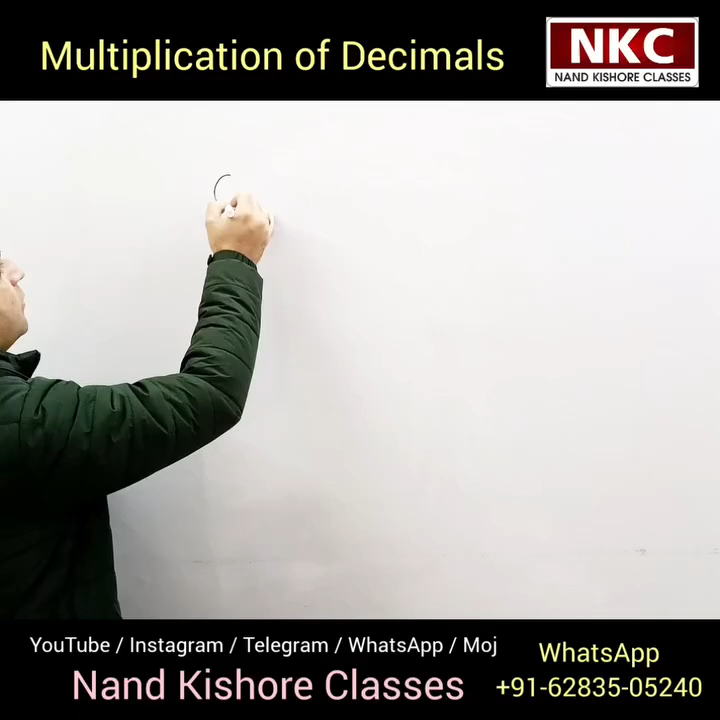 Multiplication of Decimals
NKC
NAND KISHORE CLASSES
YouTube / Instagram / Telegram / WhatsApp / Moj
Nand Kishore Classes
WhatsApp
+91-62835-05240